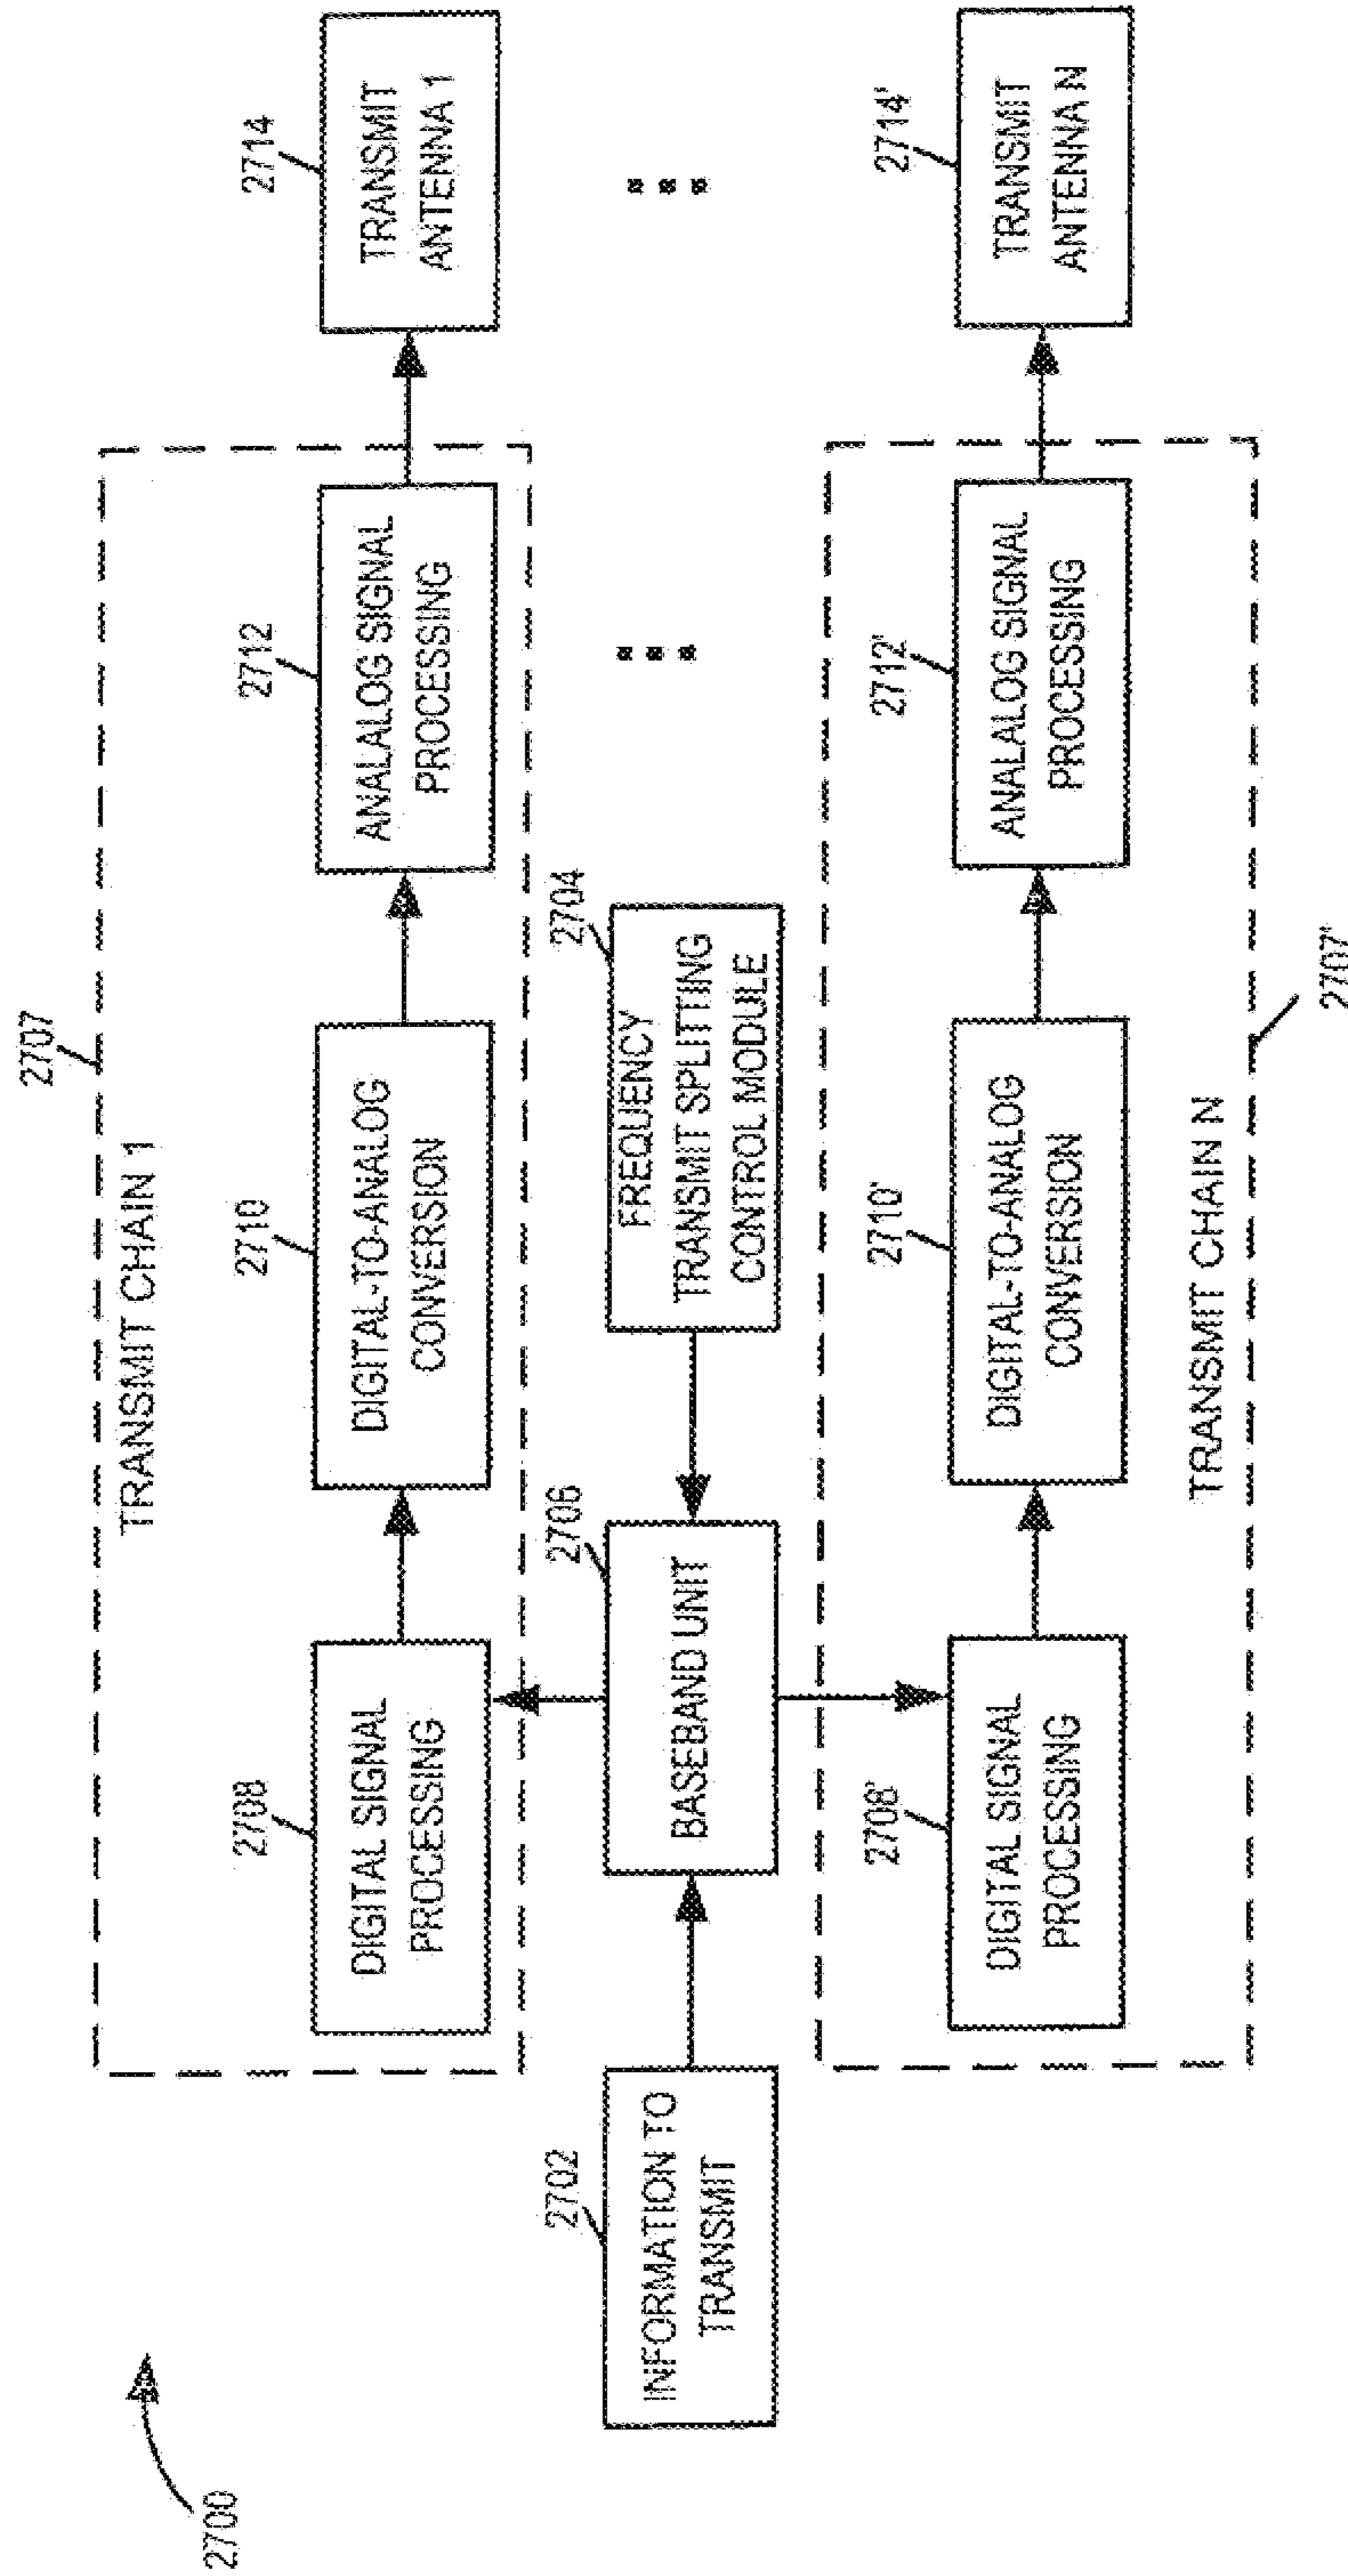 2700
2707
TRANSMIT CHAIN 1
2708
DIGITAL SIGNAL
PROCESSING
2710
DIGITAL-TO-ANALOG
CONVERSION
2712
ANALALOG SIGNAL
PROCESSING
2714
TRANSMIT
ANTENNA 1
2702
INFORMATION TO
TRANSMIT
2706
BASEBAND UNIT
2704
FREQUENCY
TRANSMIT SPLITTING
CONTROL MODULE
2708'
DIGITAL SIGNAL
PROCESSING
2710'
DIGITAL-TO-ANALOG
CONVERSION
2712'
ANALALOG SIGNAL
PROCESSING
2714'
TRANSMIT
ANTENNA N
TRANSMIT CHAIN N
2707'